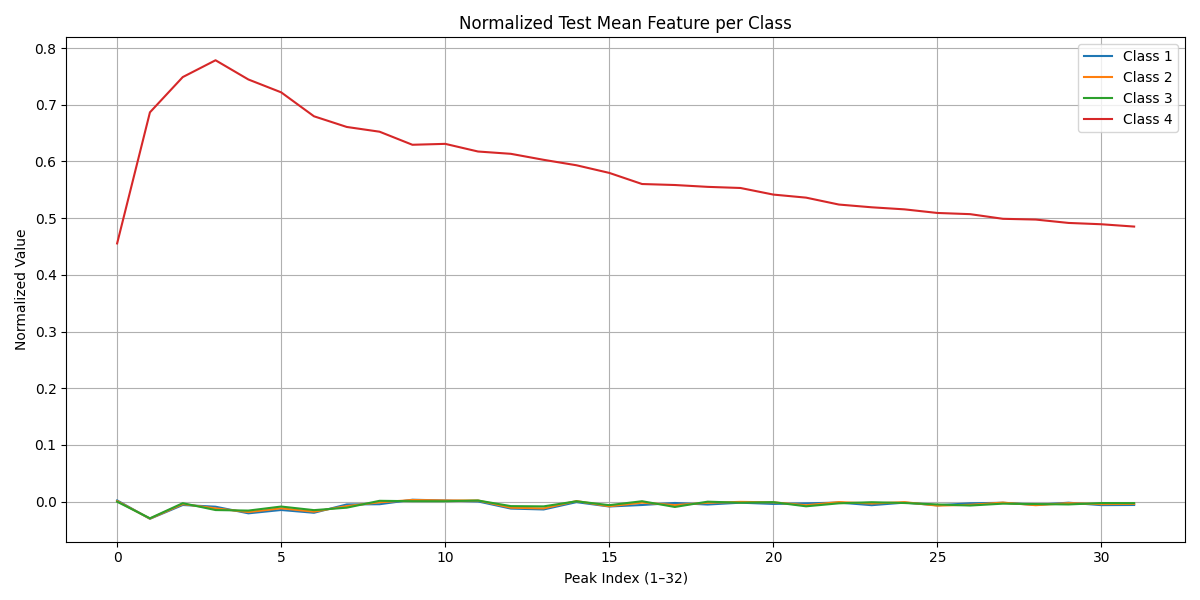 Normalized Test Mean Feature per Class
Normalized Value
0.8
0.7
0.6
0.5
0.4
0.3
0.2
0.1
0.0
Class 1
Class 2
Class 3
Class 4
0 5 10 15 20 25 30
Peak Index (1–32)